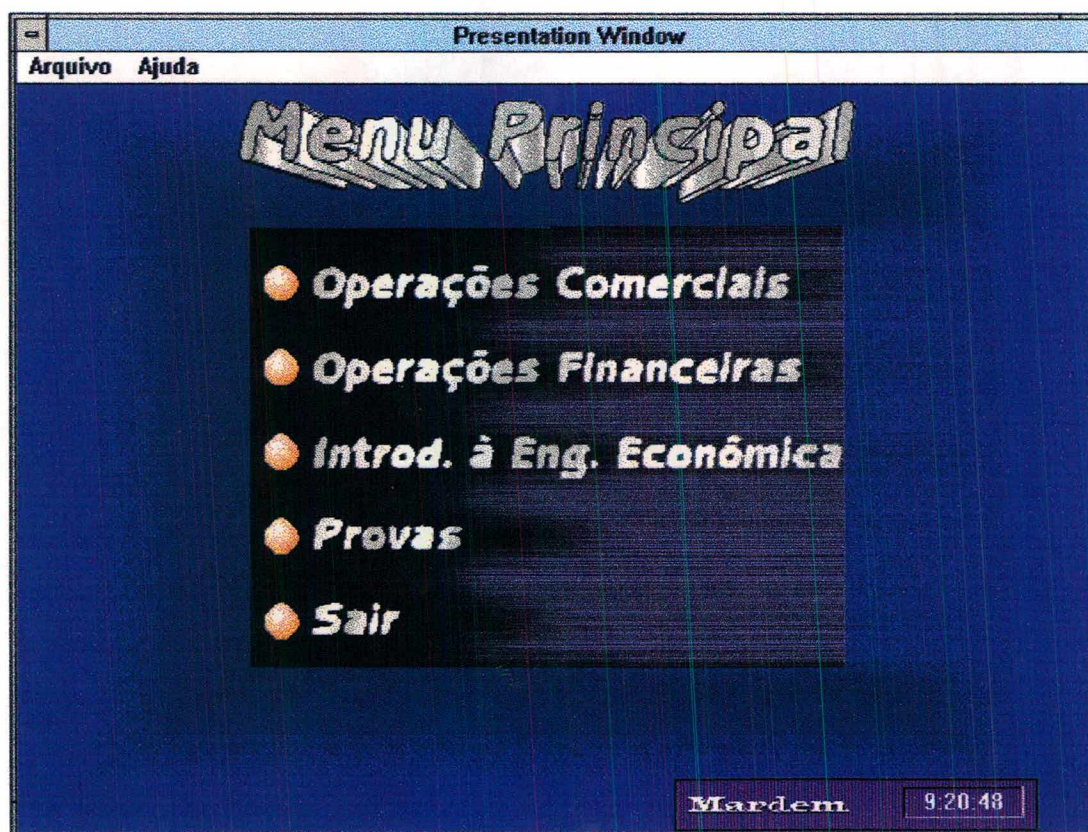 Presentation Window
Arquivo Ajuda
Menu Principal
Operações Comerciais
Operações Financeiras
Introd. à Eng. Econômica
Provas
Sair
Mardem 9:20:48